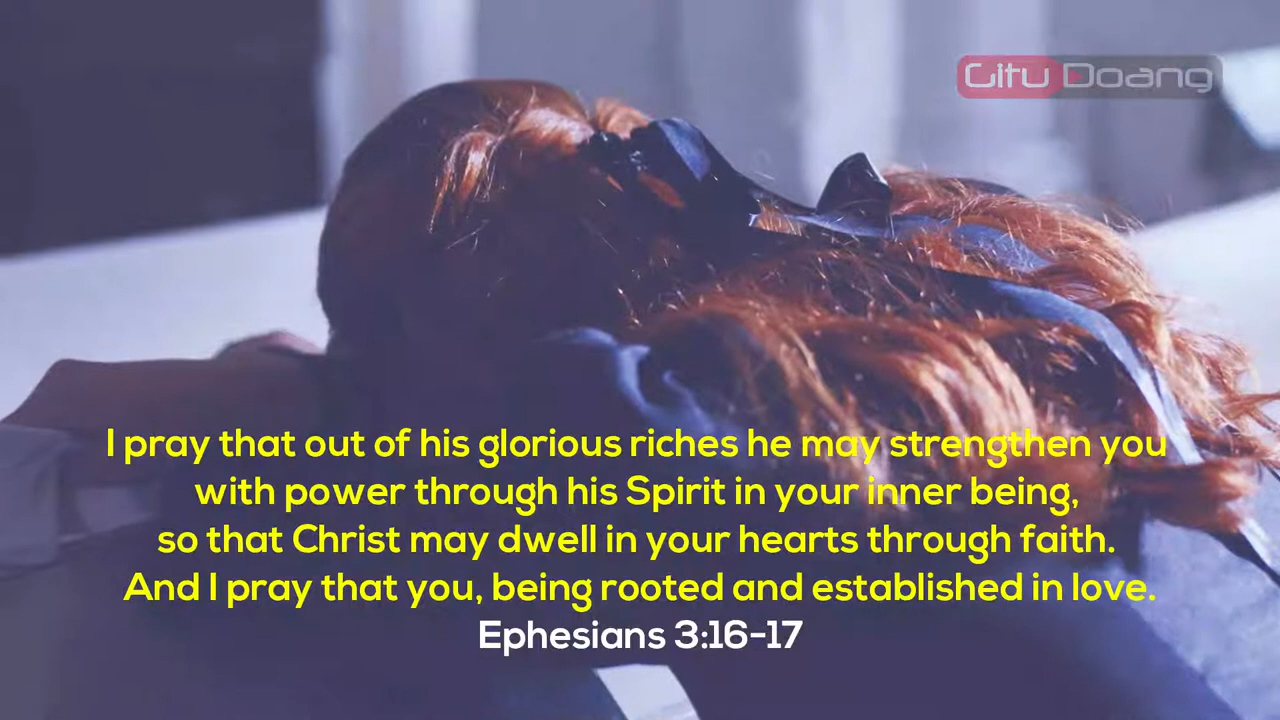 Gitu Doang
I pray that out of his glorious riches he may strengthen you
with power through his Spirit in your inner being,
so that Christ may dwell in your hearts through faith.
And I pray that you, being rooted and established in love.
Ephesians 3:16-17